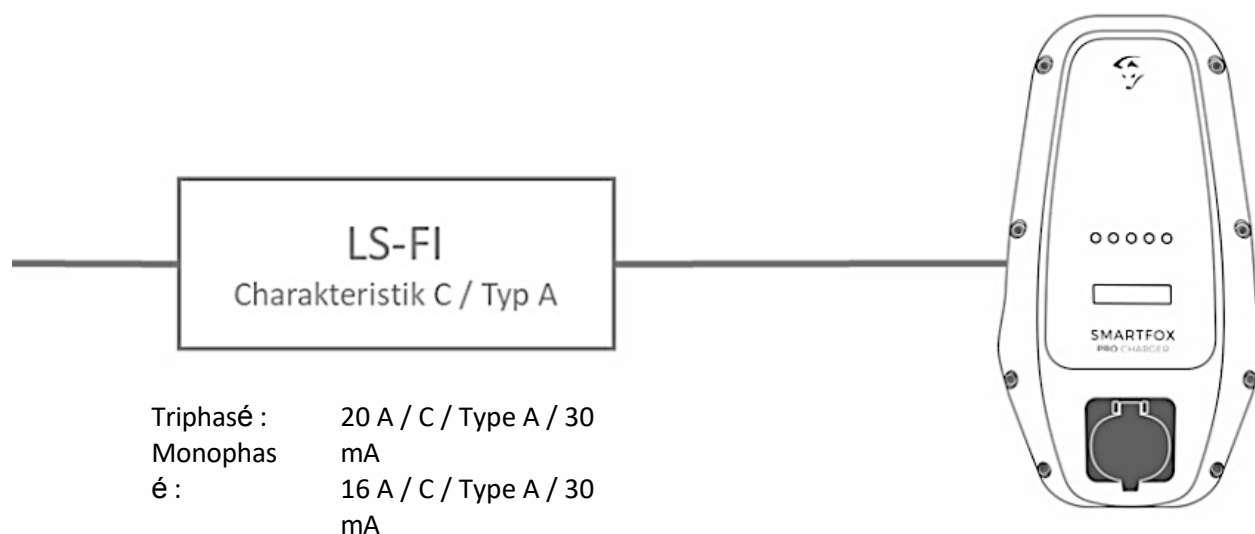 LS-FI
Charakteristik C / Typ A
SMARTFOX
PRO CHARGER
Triphasé : 20 A / C / Type A / 30
Monophas mA
é : 16 A / C / Type A / 30
mA